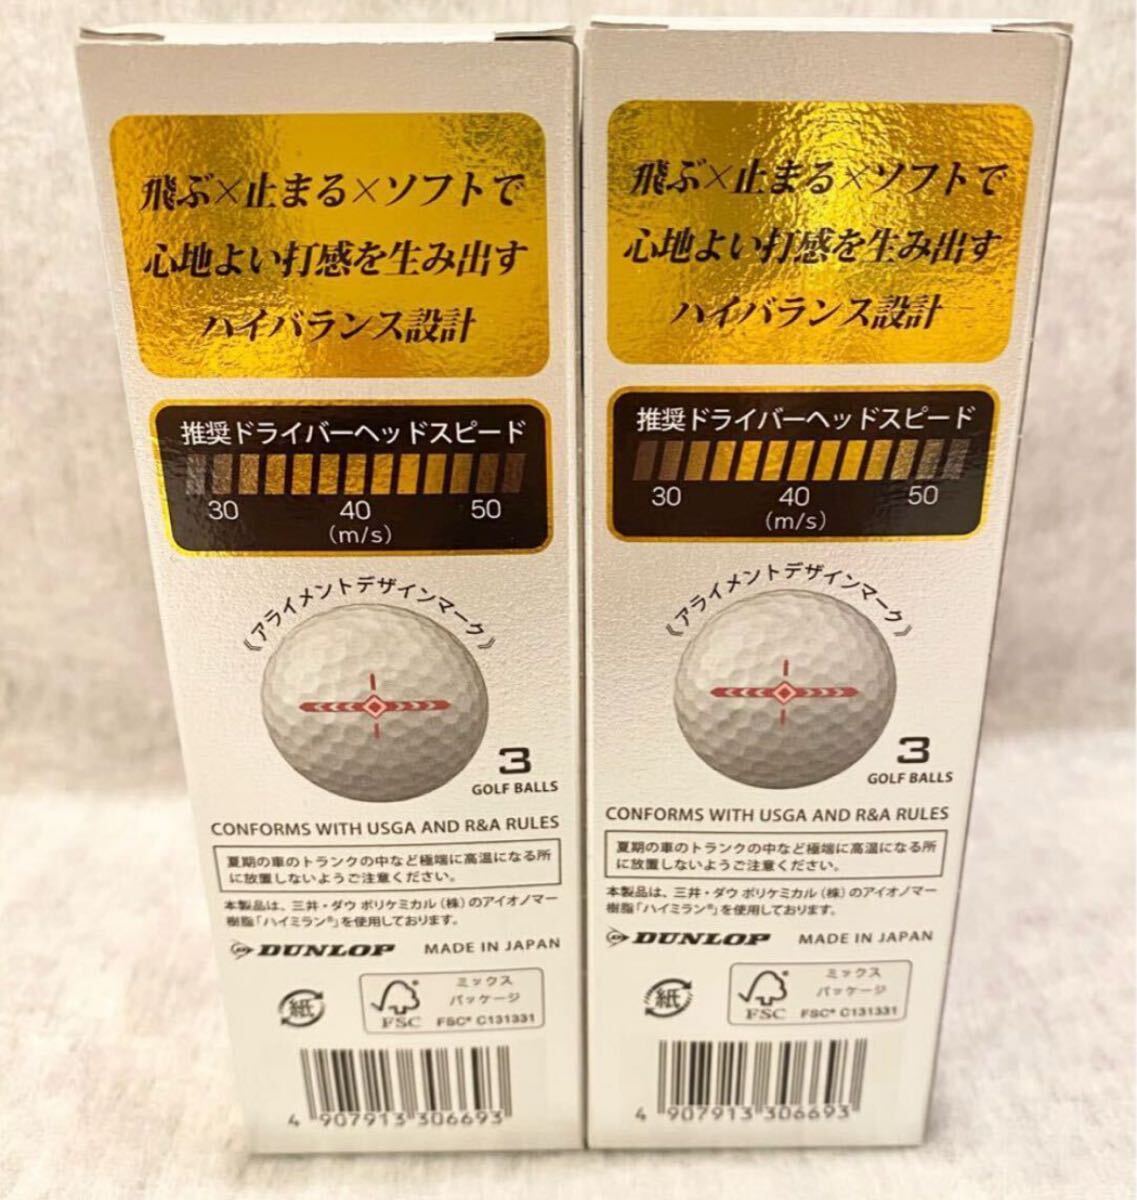 飛ぶ×止まる×ソフトで
心地よい打感を生み出す
ハイバランス設計
推奨ドライバーヘッドスピード
30 40 50
(m/s)
《アライメントデザインマーク》
3
GOLF BALLS
CONFORMS WITH USGA AND R&A RULES
夏期の車のトランクの中など極端に高温になる所
に放置しないようご注意ください。
本製品は、三井・ダウ ポリケミカル(株)のアイオノマー
樹脂「ハイミラン®」を使用しております。
DUNLOP MADE IN JAPAN
紙
FSC
ミックス
パッケージ
FSC® C131331
4 907913 306693
飛ぶ×止まる×ソフトで
心地よい打感を生み出す
ハイバランス設計
推奨ドライバーヘッドスピード
30 40 50
(m/s)
《アライメントデザインマーク》
3
GOLF BALLS
CONFORMS WITH USGA AND R&A RULES
夏期の車のトランクの中など極端に高温になる所
に放置しないようご注意ください。
本製品は、三井・ダウ ポリケミカル(株)のアイオノマー
樹脂「ハイミラン®」を使用しております。
DUNLOP MADE IN JAPAN
紙
FSC
ミックス
パッケージ
FSC® C131331
4 907913 306693